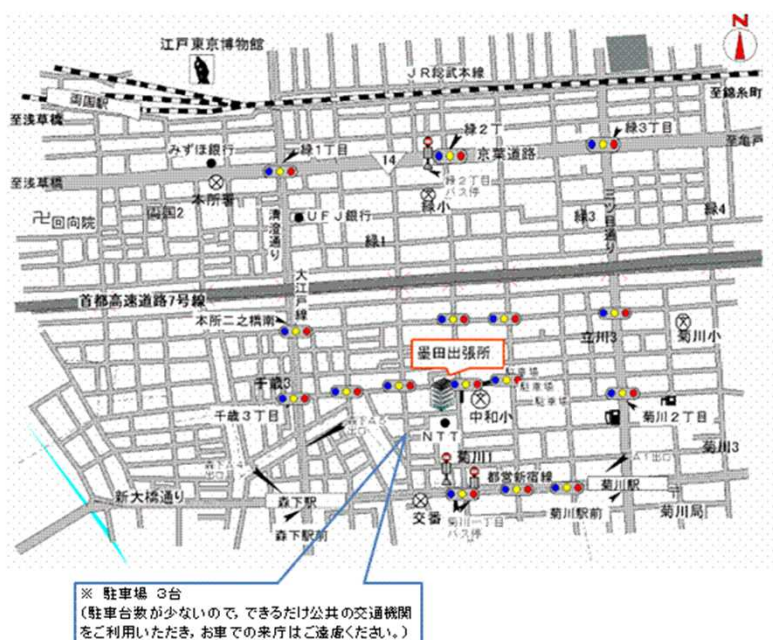 N
江戸東京博物館
JR総武本線
両国駅
至錦糸町
至浅草橋
緑1丁目
緑2丁
緑3丁目
みずほ銀行
14
京葉道路
至亀戸
至浅草橋
本所署
緑2丁目
バス停
緑小
卍回向院
両国2
清澄通り
UFJ銀行
緑1
緑3
三ツ目通り
緑4
首都高速道路7号線
大江戸線
本所二之橋南
立川3
菊川小
墨田出張所
駐車場
千歳3
駐車場
駐車場
千歳3丁目
中和小
菊川2丁目
NTT
菊川1
菊川3
A1出口
都営新宿線
新大橋通り
森下駅
交番
菊川一丁目
バス停
菊川駅
菊川駅前
菊川局
森下駅前
※ 駐車場 3台
(駐車台数が少ないので，できるだけ公共の交通機関
をご利用いただき，お車での来庁はご遠慮ください。)